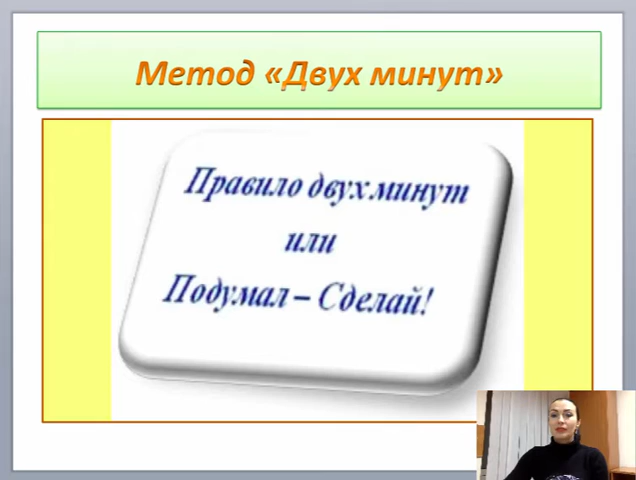 Метод «Двух минут»
Правило двух минут
или
Подумал – Сделай!